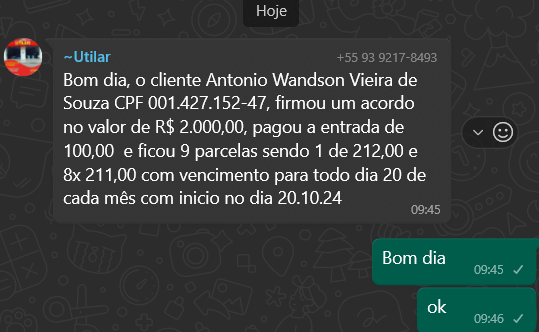 Hoje
~Utilar +55 93 9217-8493
Bom dia, o cliente Antonio Wandson Vieira de
Souza CPF 001.427.152-47, firmou um acordo
no valor de R$ 2.000,00, pagou a entrada de
100,00 e ficou 9 parcelas sendo 1 de 212,00 e
8x 211,00 com vencimento para todo dia 20 de
cada mês com inicio no dia 20.10.24
09:45
Bom dia
09:45
ok
09:46